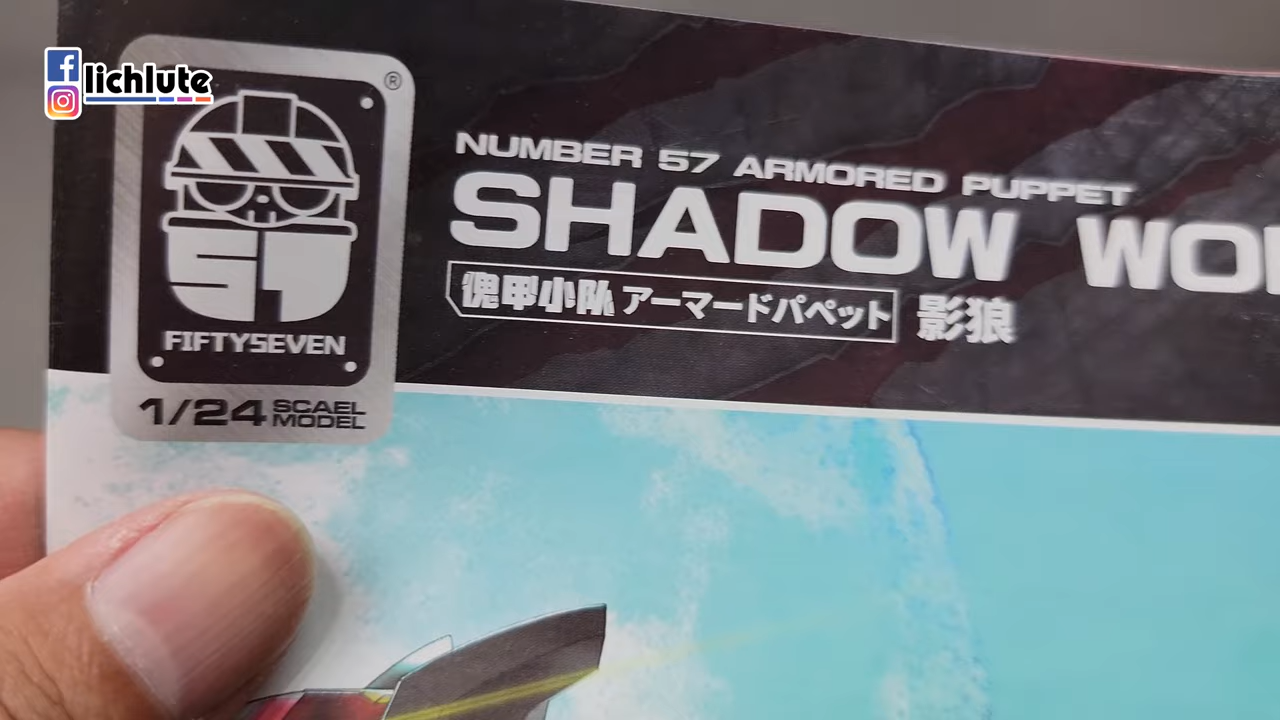 lichlute
®
57
FIFTYSEVEN
1/24 SCAEL MODEL
NUMBER 57 ARMORED PUPPET
SHADOW
傀甲小队 アーマードパペット 影狼